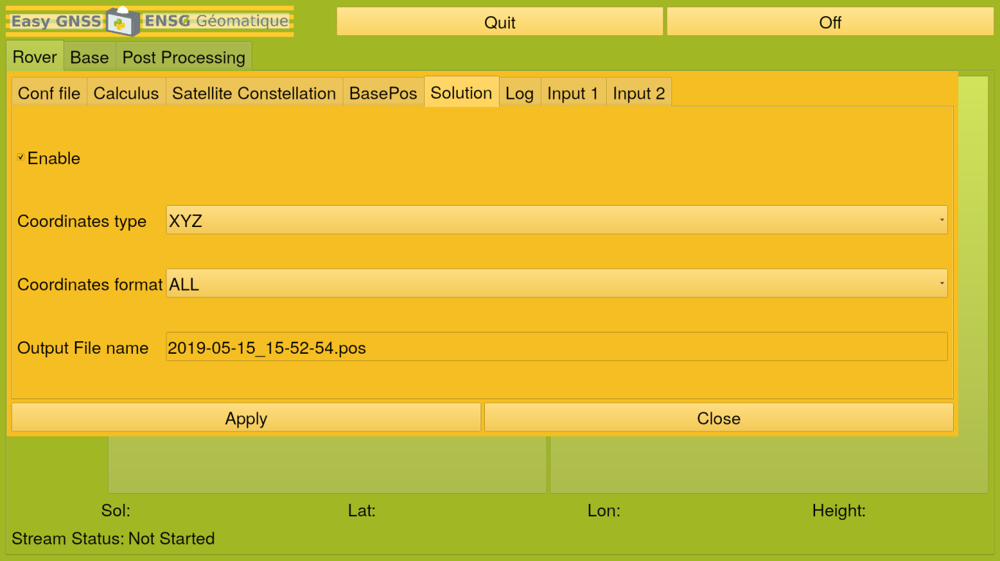 Easy GNSS ENSG Géomatique Quit Off
Rover Base Post Processing
Conf file Calculus Satellite Constellation BasePos Solution Log Input 1 Input 2
Enable
Coordinates type XYZ
Coordinates format ALL
Output File name 2019-05-15_15-52-54.pos
Apply Close
Sol: Lat: Lon: Height:
Stream Status: Not Started